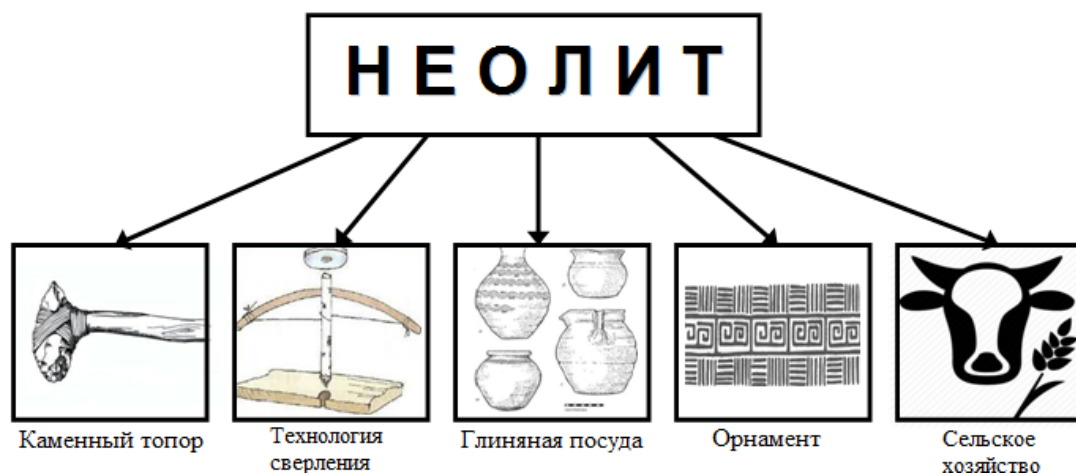 НЕОЛИТ
Каменный топор
Технология
сверления
Глиняная посуда
Орнамент
Сельское
хозяйство